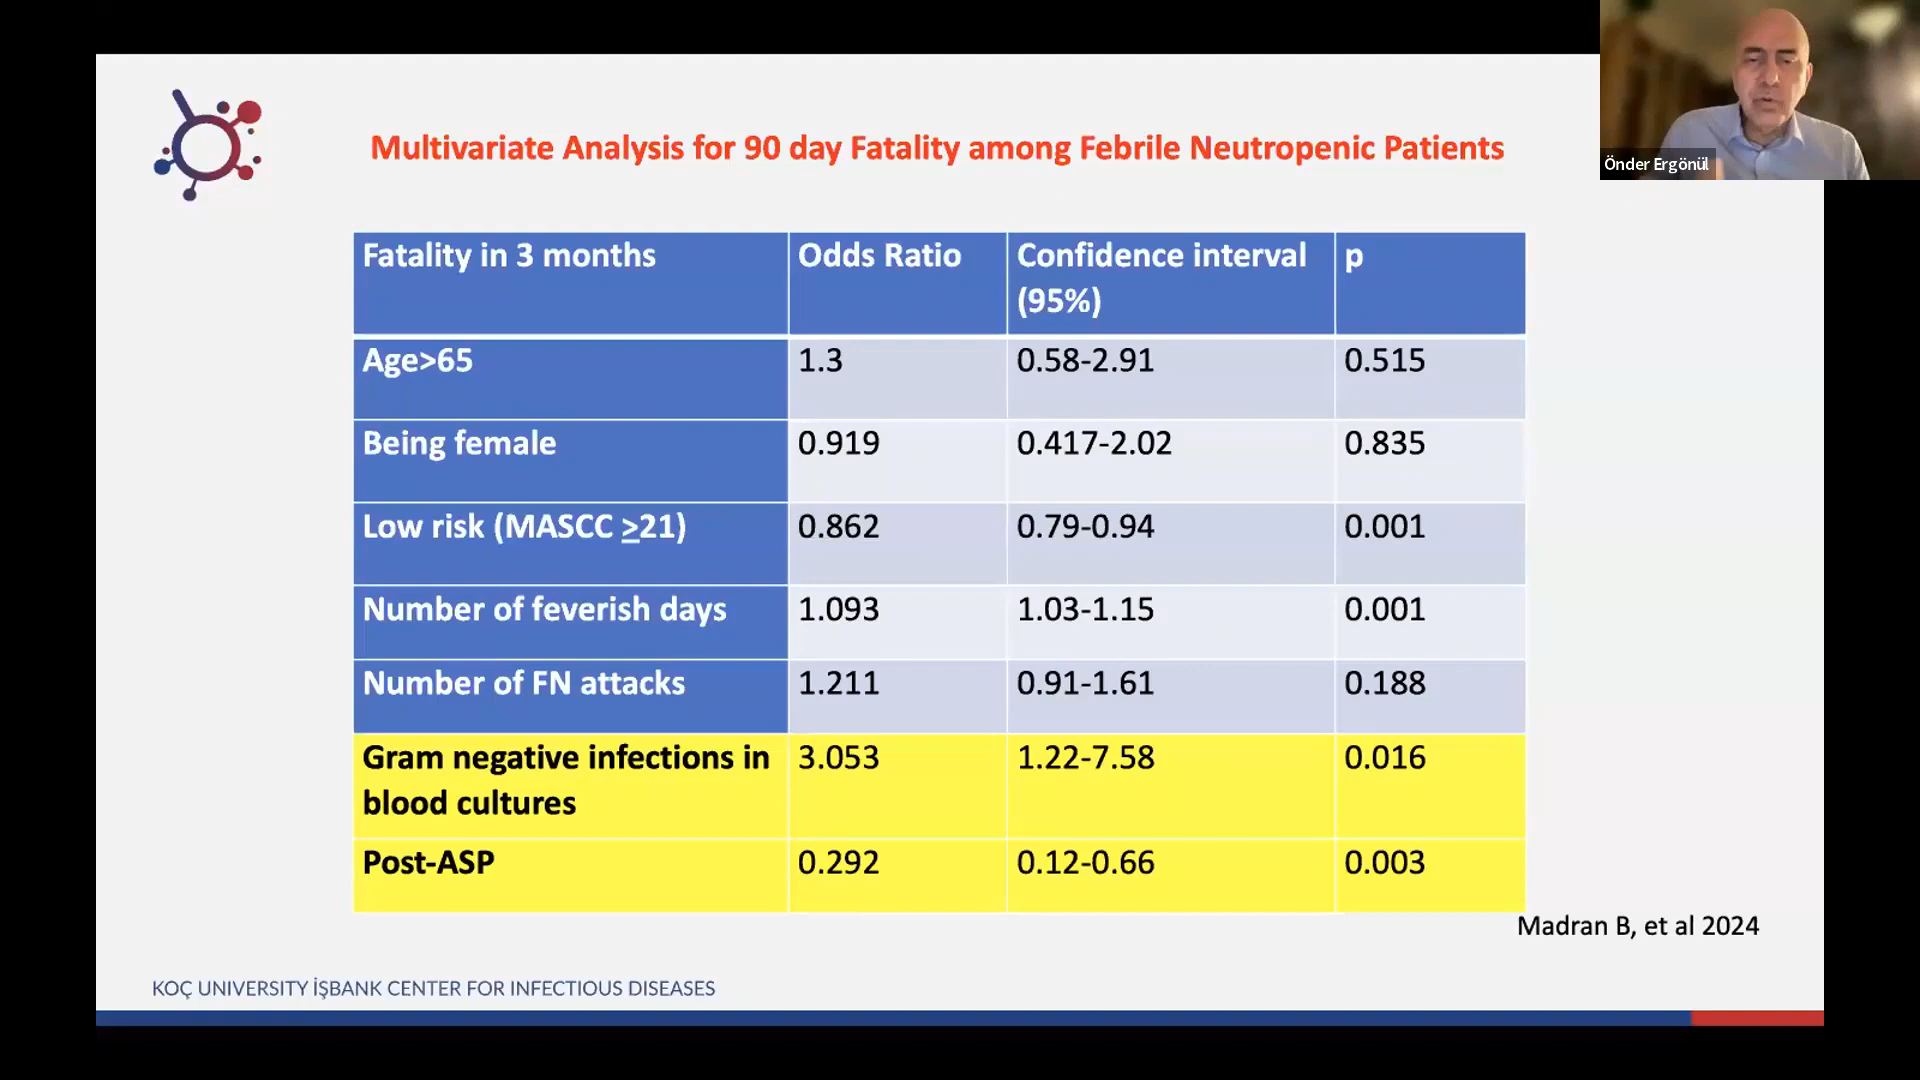 Önder Ergönül
Multivariate Analysis for 90 day Fatality among Febrile Neutropenic Patients
Fatality in 3 months Odds Ratio Confidence interval (95%) p
Age>65 1.3 0.58-2.91 0.515
Being female 0.919 0.417-2.02 0.835
Low risk (MASCC ≥21) 0.862 0.79-0.94 0.001
Number of feverish days 1.093 1.03-1.15 0.001
Number of FN attacks 1.211 0.91-1.61 0.188
Gram negative infections in blood cultures 3.053 1.22-7.58 0.016
Post-ASP 0.292 0.12-0.66 0.003
Madran B, et al 2024
KOÇ UNIVERSITY İŞBANK CENTER FOR INFECTIOUS DISEASES